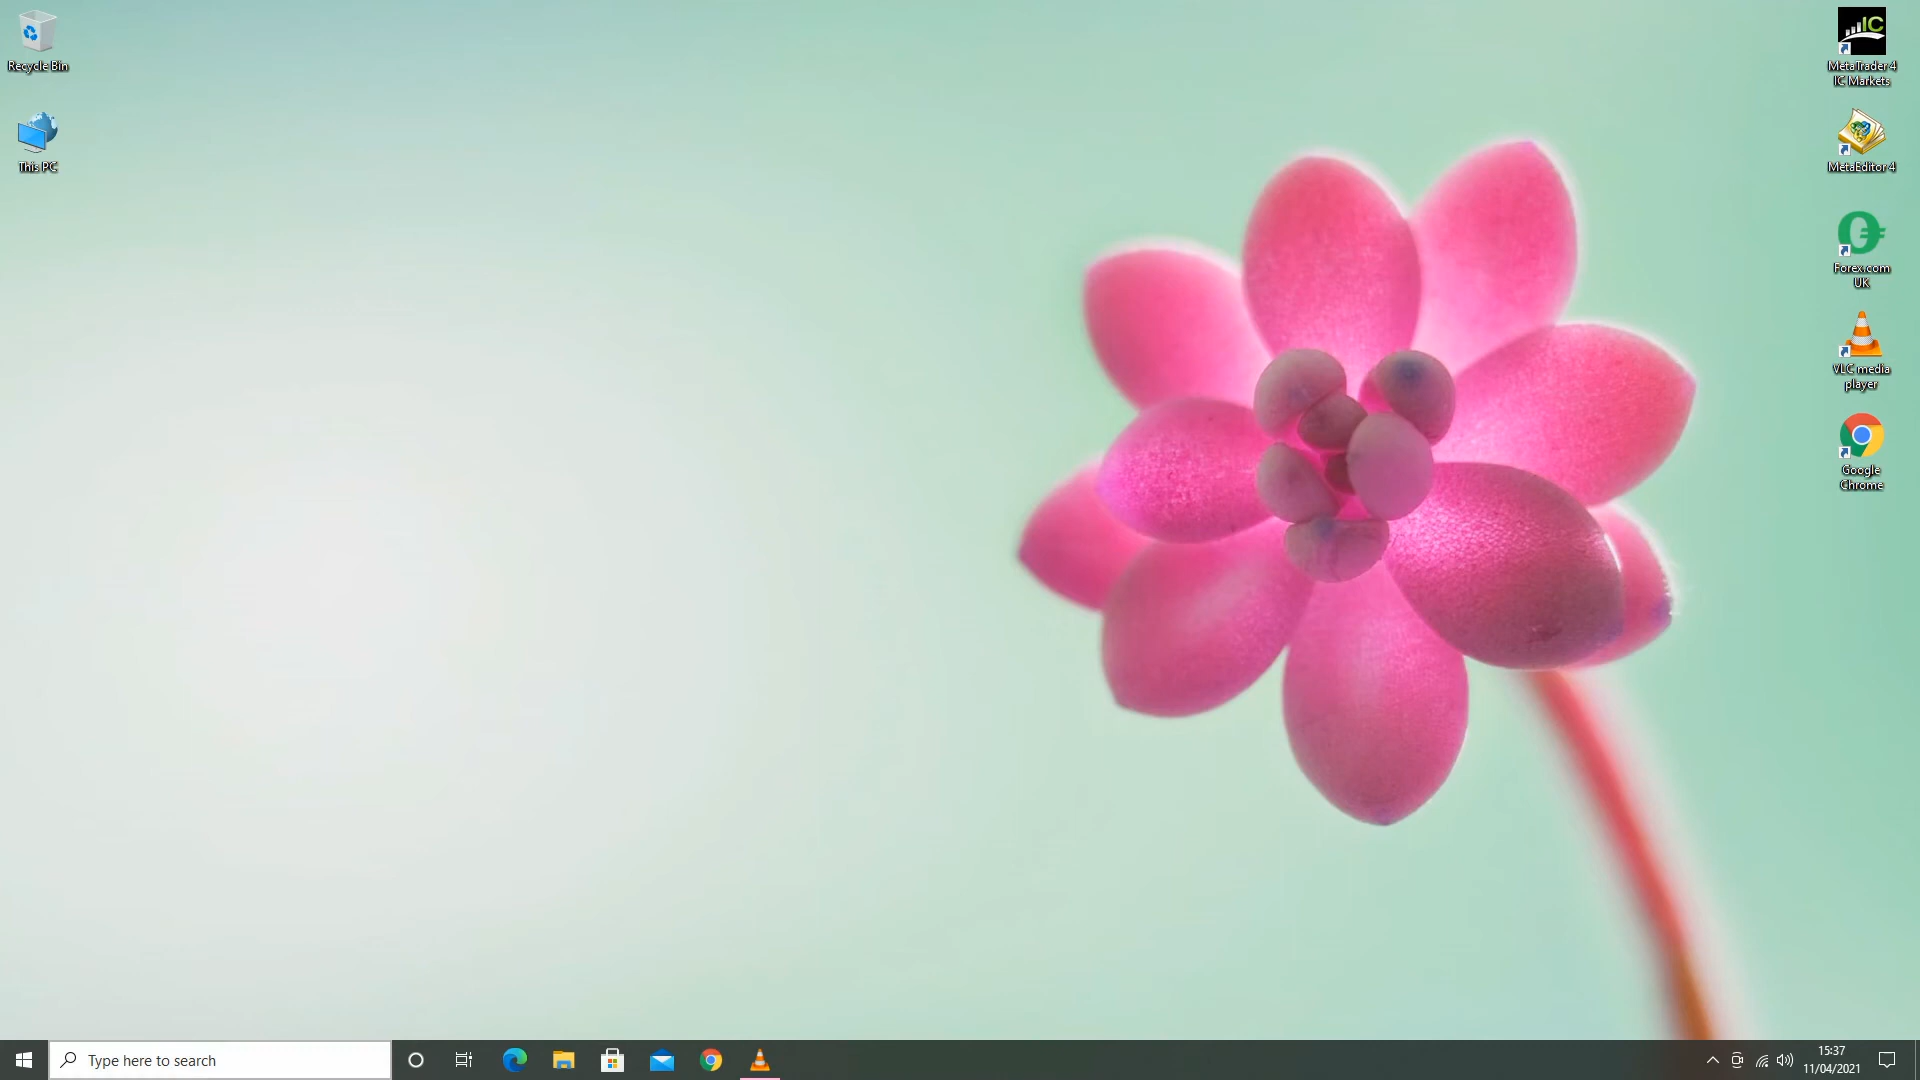 Recycle Bin
This PC
IC
MetaTrader 4
IC Markets
MetaEditor 4
Forex.com
UK
VLC media
player
Google
Chrome
Type here to search
15:37
11/04/2021